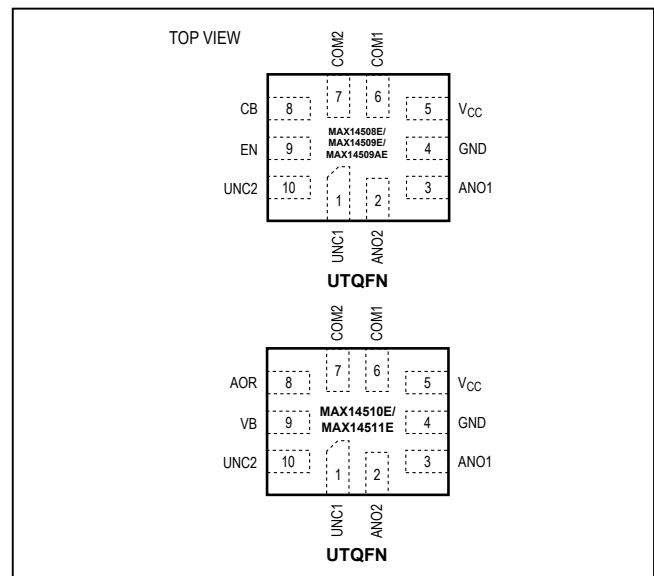 TOP VIEW
COM2
COM1
CB
8
7
6
5
VCC
MAX14508E/
MAX14509E/
MAX14509AE
EN
9
4
GND
UNC2
10
1
2
3
ANO1
UNC1
ANO2
UTQFN
COM2
COM1
AOR
8
7
6
5
VCC
MAX14510E/
MAX14511E
VB
9
4
GND
UNC2
10
1
2
3
ANO1
UNC1
ANO2
UTQFN